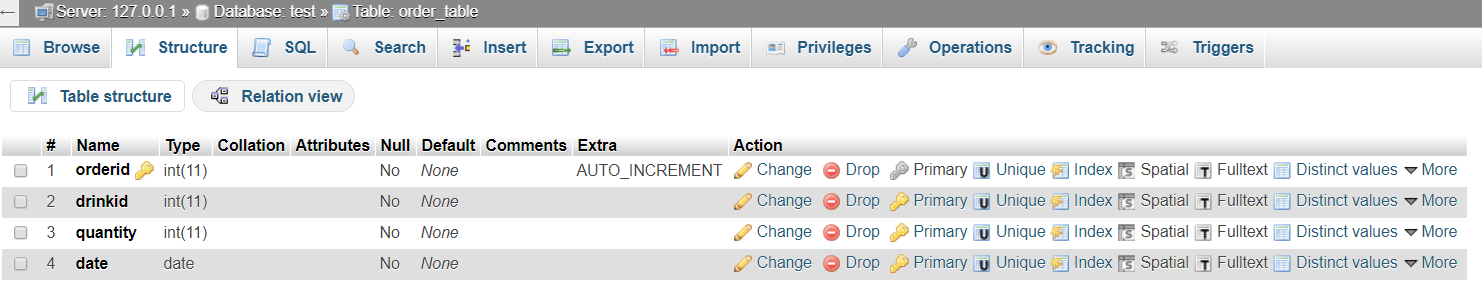 Server: 127.0.0.1 » Database: test » Table: order_table
Browse Structure SQL Search Insert Export Import Privileges Operations Tracking Triggers
Table structure Relation view
# Name Type Collation Attributes Null Default Comments Extra Action
1 orderid int(11) No None AUTO_INCREMENT Change Drop Primary Unique Index Spatial Fulltext Distinct values More
2 drinkid int(11) No None Change Drop Primary Unique Index Spatial Fulltext Distinct values More
3 quantity int(11) No None Change Drop Primary Unique Index Spatial Fulltext Distinct values More
4 date date No None Change Drop Primary Unique Index Spatial Fulltext Distinct values More